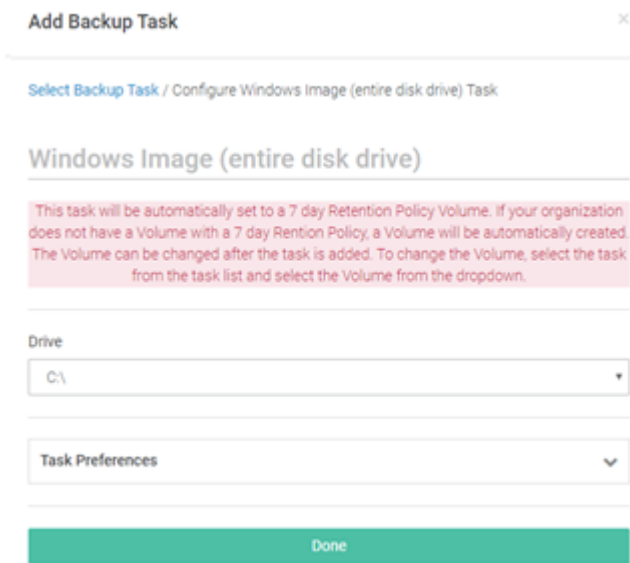 Add Backup Task
×
Select Backup Task / Configure Windows Image (entire disk drive) Task
Windows Image (entire disk drive)
This task will be automatically set to a 7 day Retention Policy Volume. If your organization
does not have a Volume with a 7 day Rention Policy, a Volume will be automatically created.
The Volume can be changed after the task is added. To change the Volume, select the task
from the task list and select the Volume from the dropdown.
Drive
C:\
Task Preferences
Done